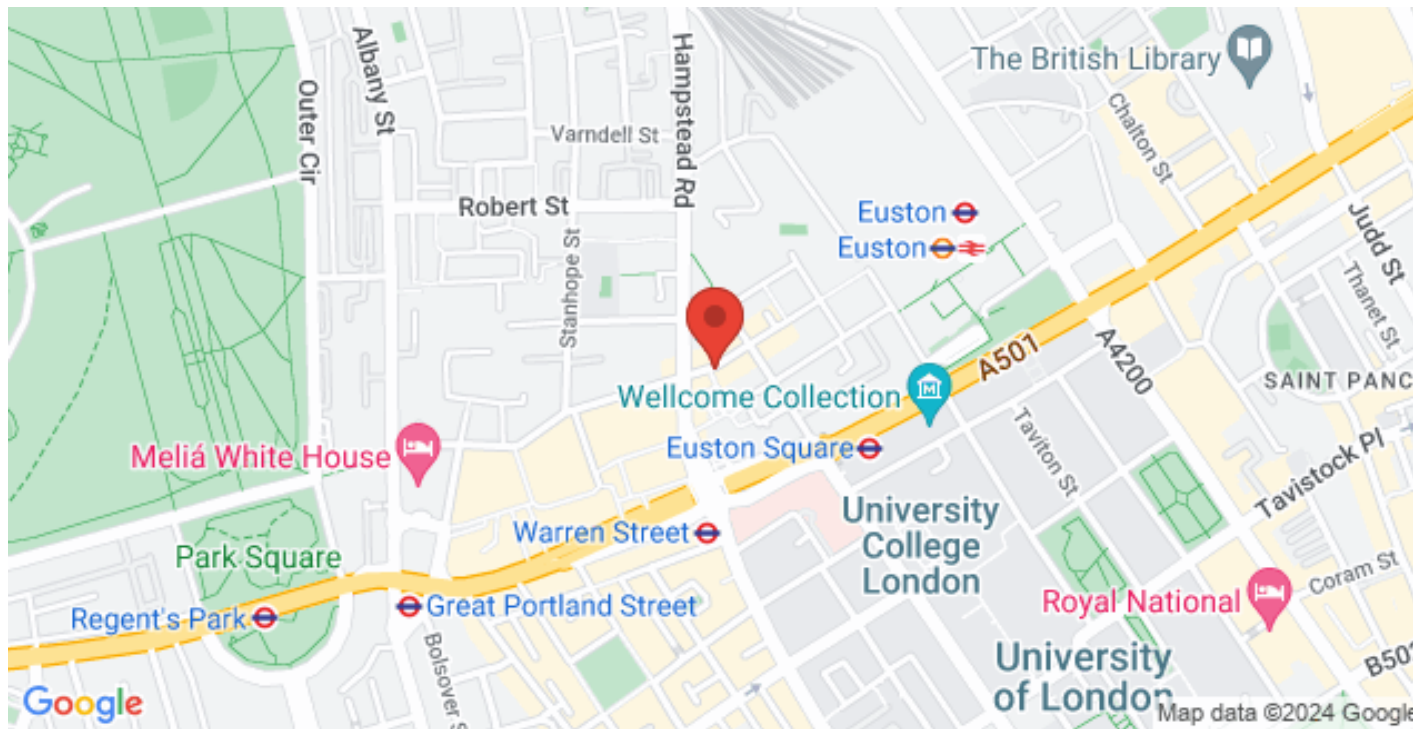 Albany St
Outer Cir
Hampstead Rd
The British Library
Chalton St
Varndell St
Robert St
Stanhope St
Euston
Euston
Judd St
Thanet St
A501
A4200
SAINT PANC
Wellcome Collection
Euston Square
Meliá White House
Taviton St
Tavistock Pl
Warren Street
University
College
London
Park Square
Regent's Park
Great Portland Street
Royal National
Coram St
Bolsover S
University
of London
B501
Google
Map data ©2024 Google